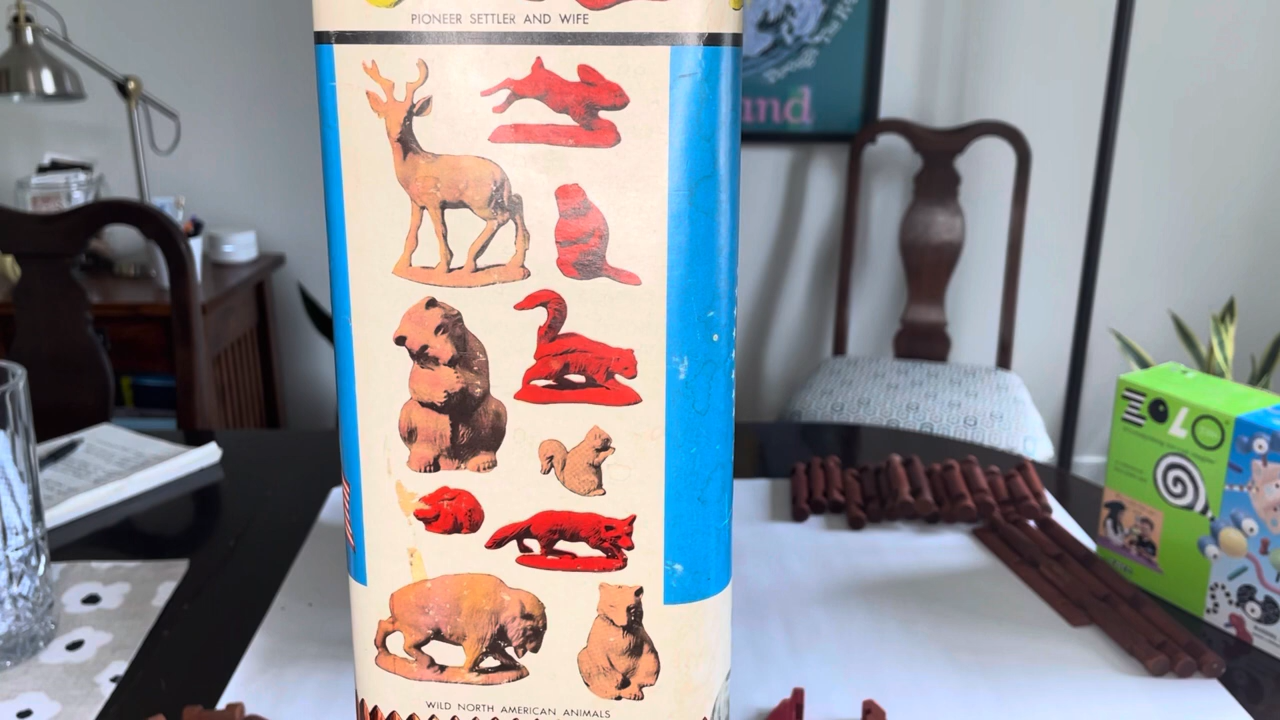 PIONEER SETTLER AND WIFE
and
ZOLO
WILD NORTH AMERICAN ANIMALS